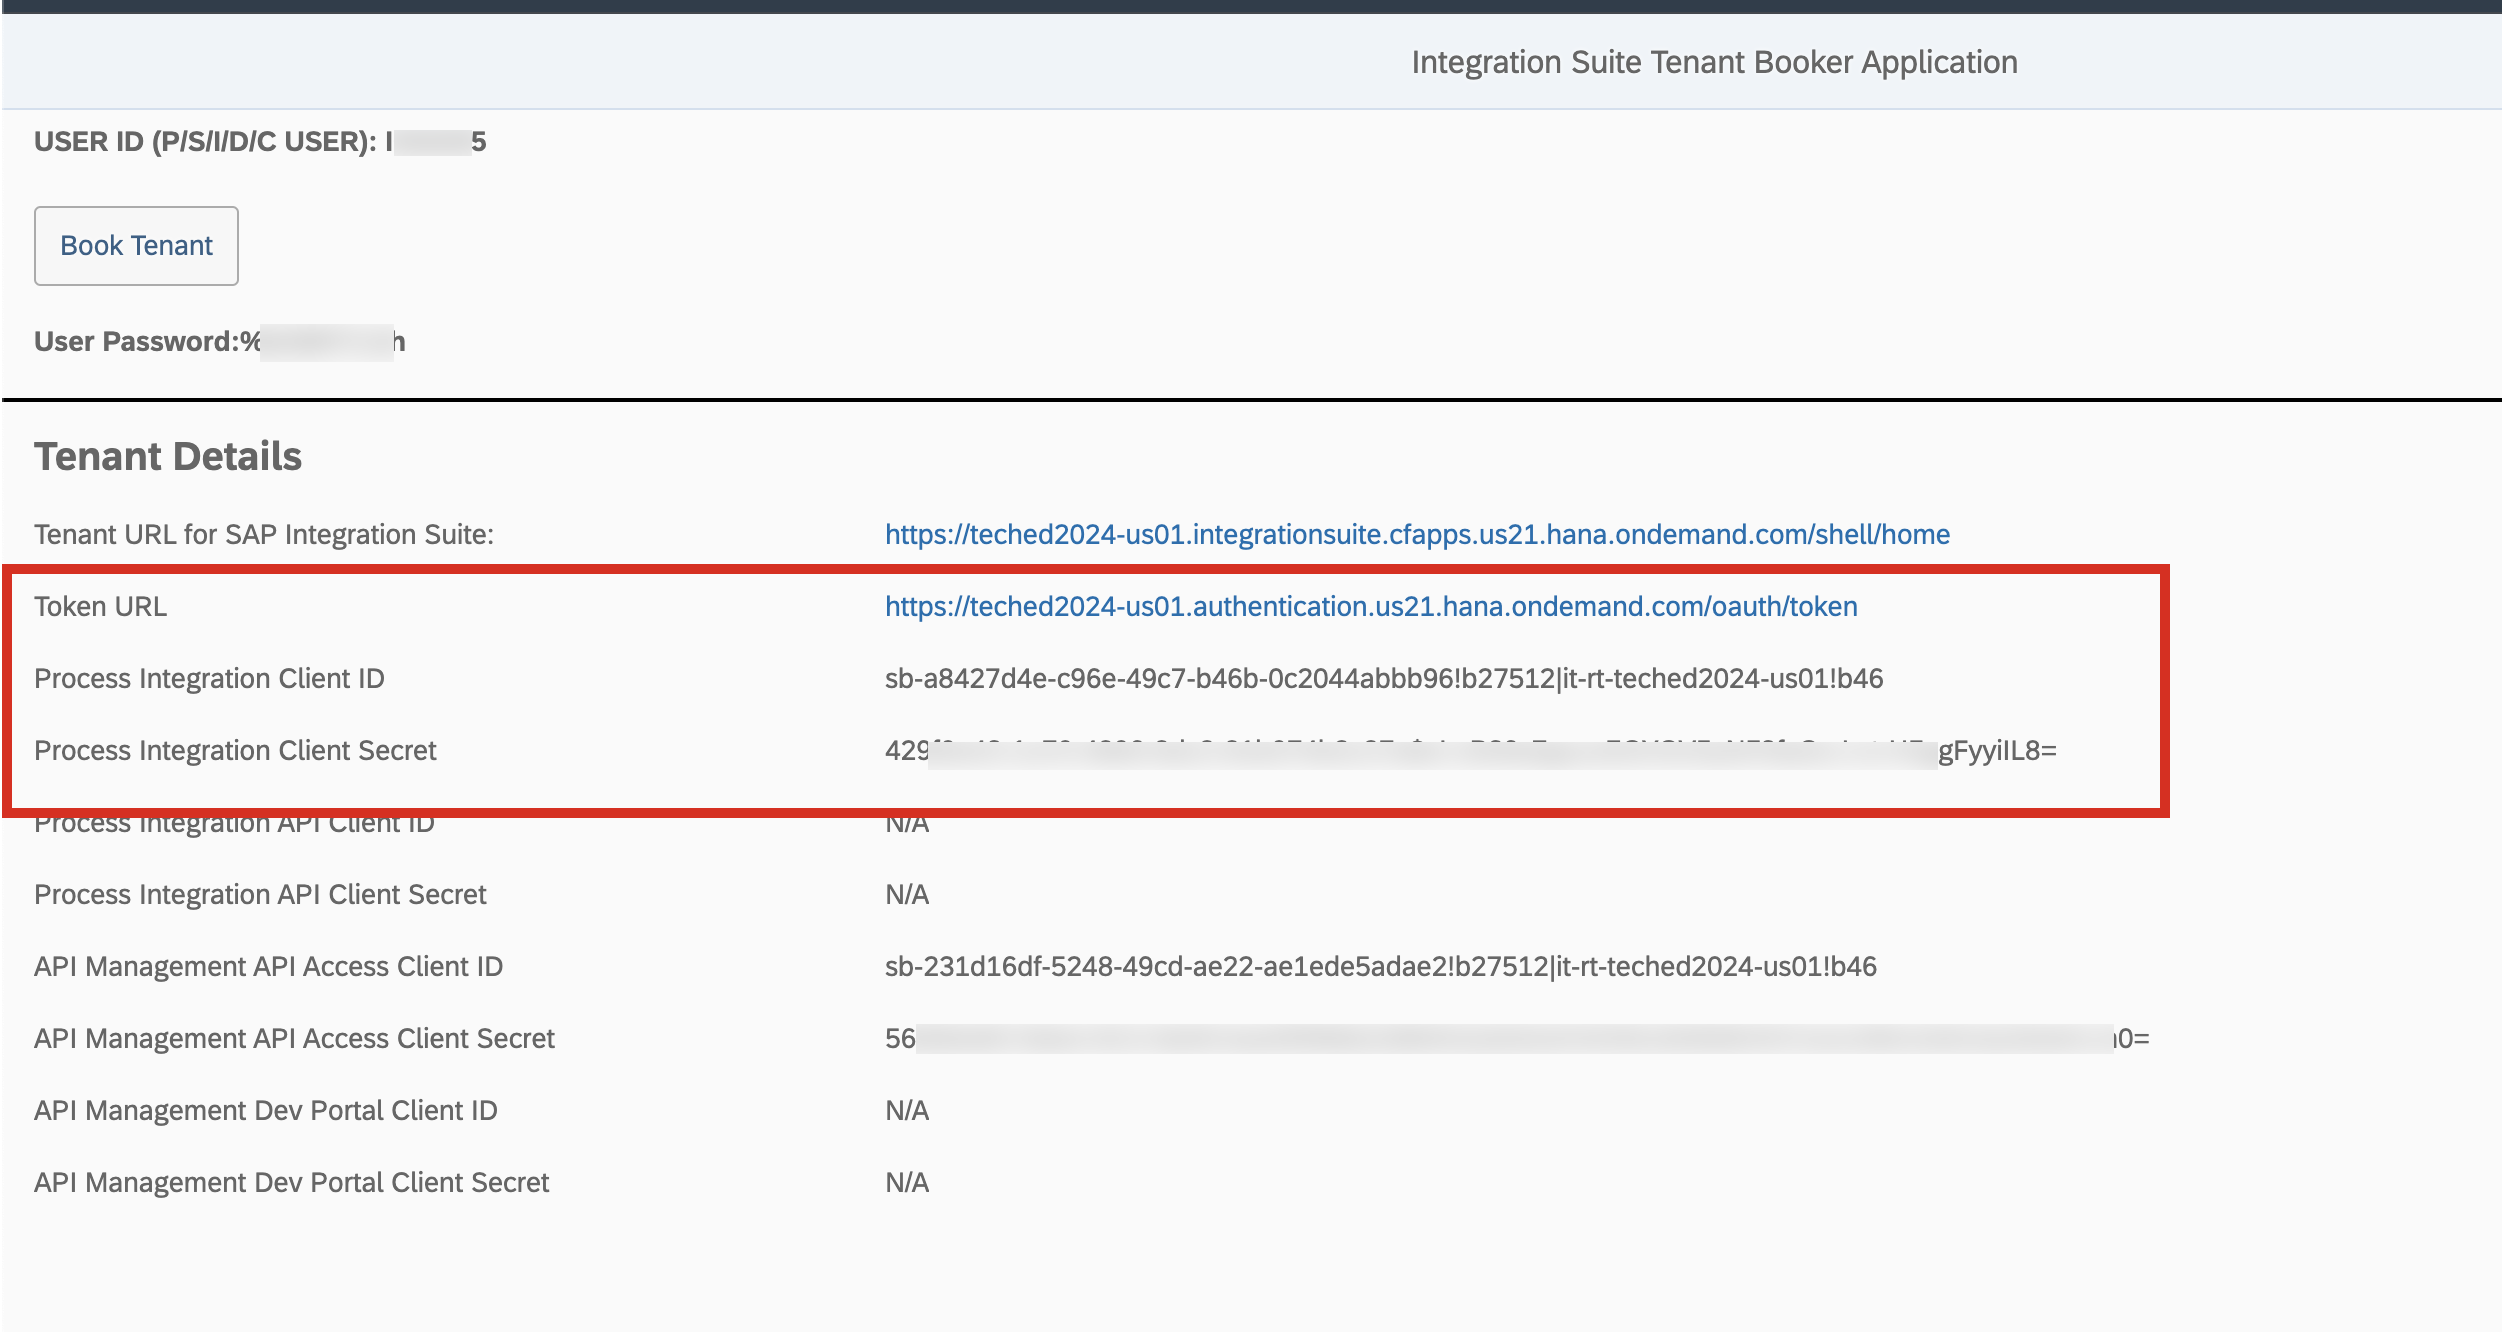 Integration Suite Tenant Booker Application
USER ID (P/S/I/D/C USER): I 5
Book Tenant
User Password:% h
Tenant Details
Tenant URL for SAP Integration Suite: https://teched2024-us01.integrationsuite.cfapps.us21.hana.ondemand.com/shell/home
Token URL https://teched2024-us01.authentication.us21.hana.ondemand.com/oauth/token
Process Integration Client ID sb-a8427d4e-c96e-49c7-b46b-0c2044abbb96!b27512|it-rt-teched2024-us01!b46
Process Integration Client Secret 429 gFyyiIL8=
Process Integration API Client ID N/A
Process Integration API Client Secret N/A
API Management API Access Client ID sb-231d16df-5248-49cd-ae22-ae1ede5adae2!b27512|it-rt-teched2024-us01!b46
API Management API Access Client Secret 56 0=
API Management Dev Portal Client ID N/A
API Management Dev Portal Client Secret N/A